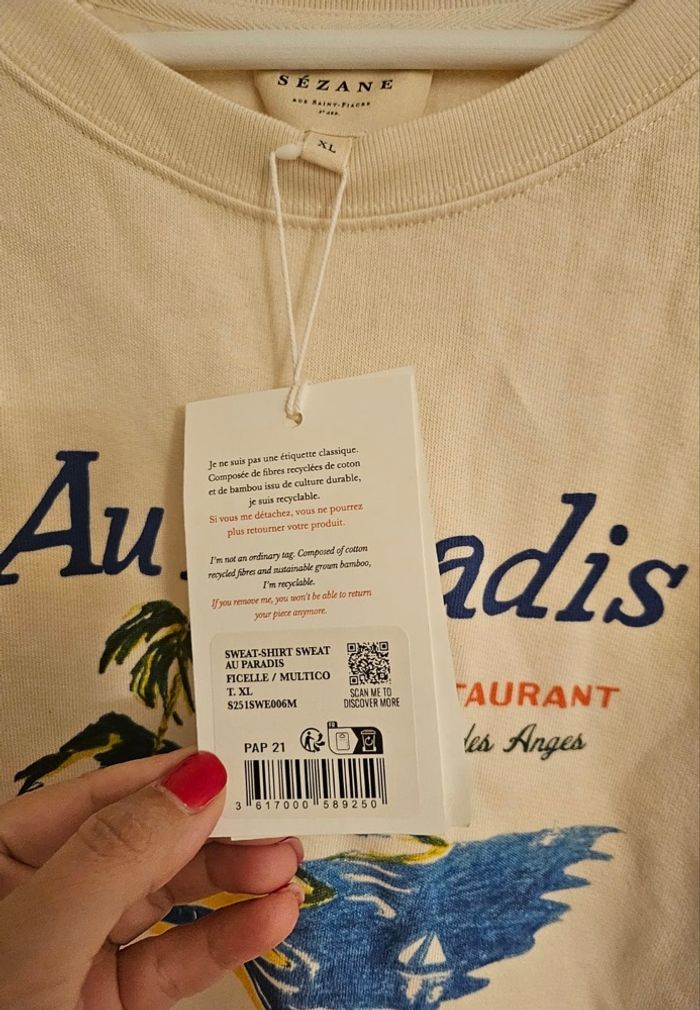 SÉZANE
RUE SAINT-FIACRE
XL
Je ne suis pas une étiquette classique.
Composée de fibres recyclées de coton
et de bambou issu de culture durable,
je suis recyclable.
Si vous me détachez, vous ne pourrez
plus retourner votre produit.
I'm not an ordinary tag. Composed of cotton
recycled fibres and sustainable grown bamboo,
I'm recyclable.
If you remove me, you won't be able to return
your piece anymore.
SWEAT-SHIRT SWEAT
AU PARADIS
FICELLE / MULTICO
T. XL
S251SWE006M
SCAN ME TO
DISCOVER MORE
PAP 21
FR
3 617000 589250
Au adis
TAURANT
des Anges